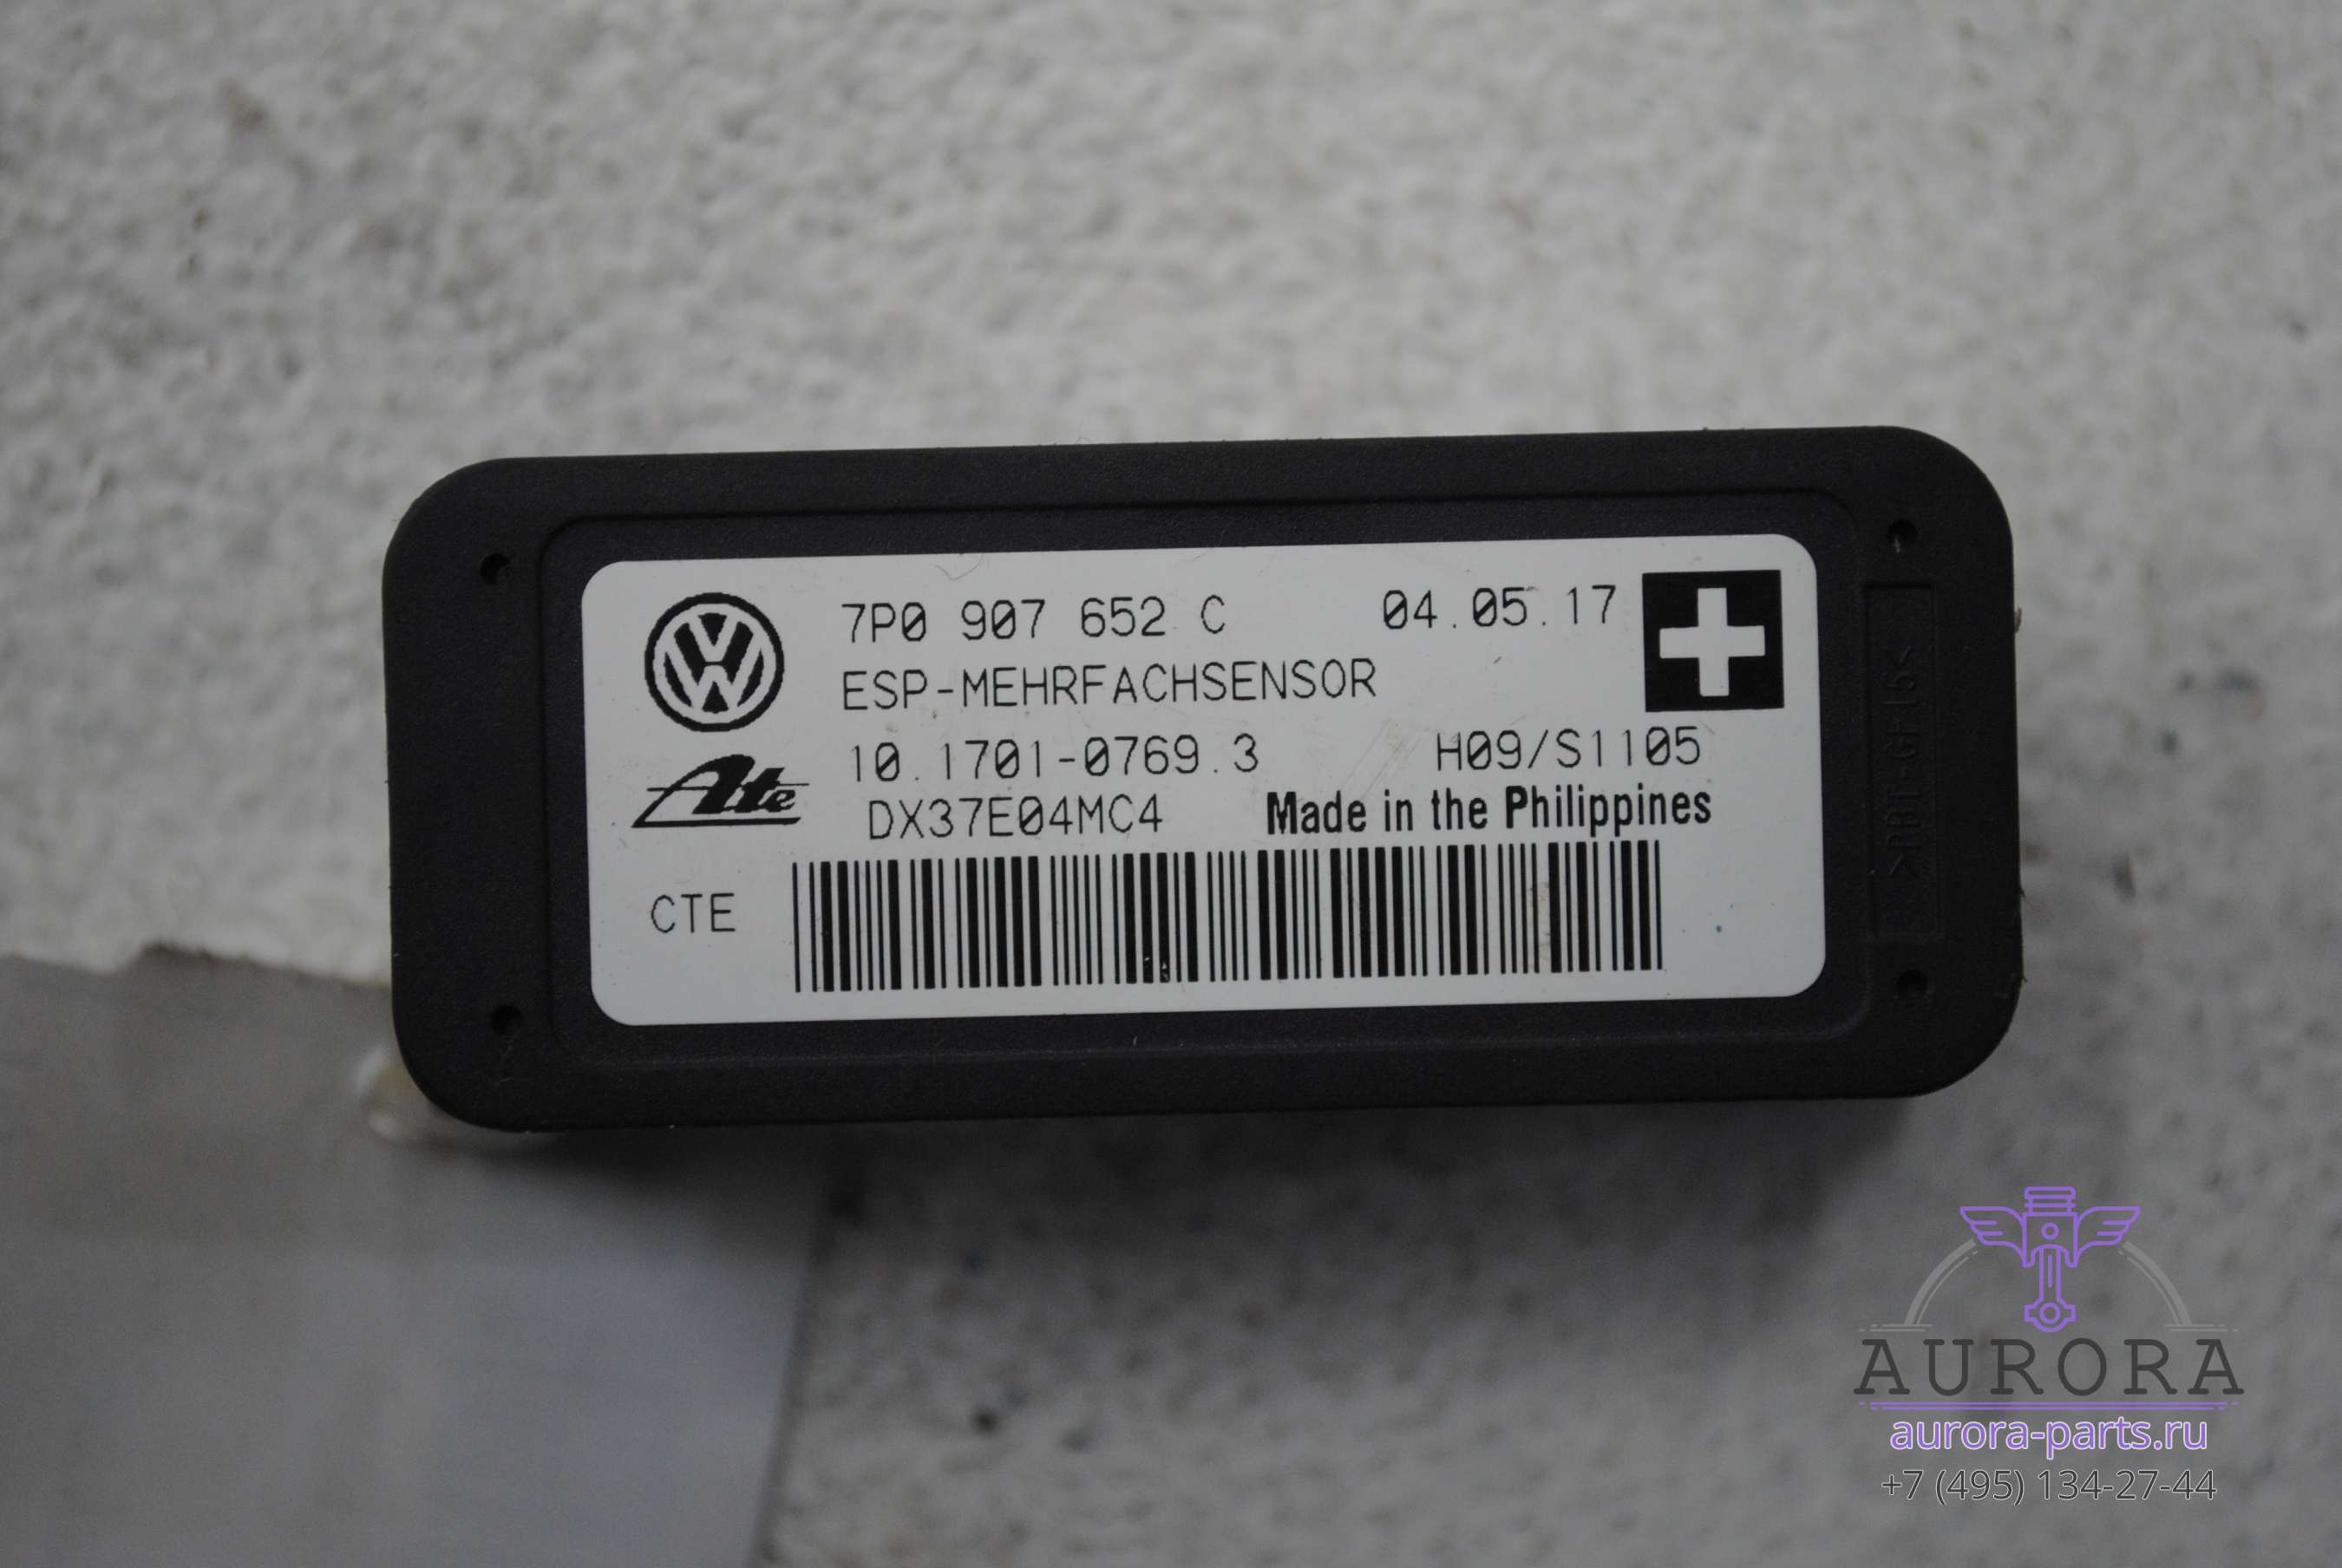 7P0 907 652 C 04.05.17
ESP-MEHRFACHSENSOR
10.1701-0769.3 H09/S1105
Ate
DX37E04MC4 Made in the Philippines
CTE
AURORA
aurora-parts.ru
+7 (495) 134-27-44